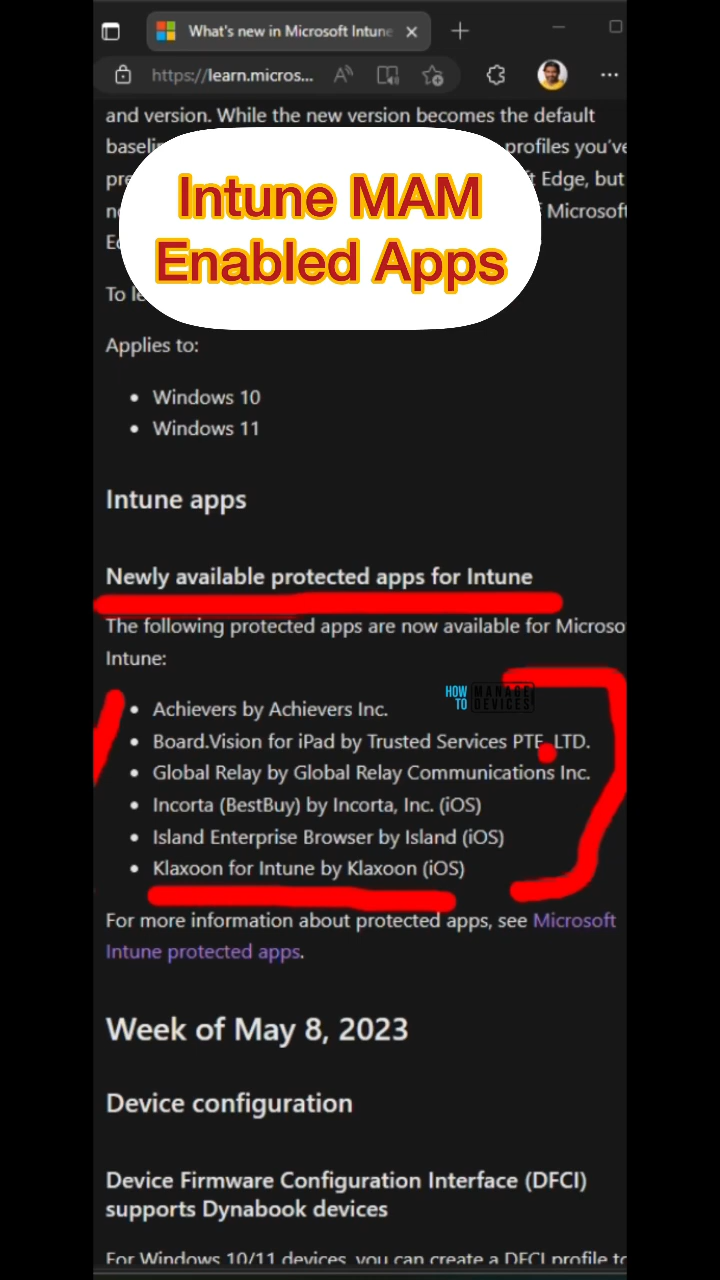 What's new in Microsoft Intune
https://learn.micros...
and version. While the new version becomes the default
profiles you've
Edge, but
Microsoft
Intune MAM
Enabled Apps
Applies to:
Windows 10
Windows 11
Intune apps
Newly available protected apps for Intune
The following protected apps are now available for Microso
Intune:
HOW TO MANAGE DEVICES
Achievers by Achievers Inc.
Board.Vision for iPad by Trusted Services PTE. LTD.
Global Relay by Global Relay Communications Inc.
Incorta (BestBuy) by Incorta, Inc. (iOS)
Island Enterprise Browser by Island (iOS)
Klaxoon for Intune by Klaxoon (iOS)
For more information about protected apps, see Microsoft
Intune protected apps.
Week of May 8, 2023
Device configuration
Device Firmware Configuration Interface (DFCI)
supports Dynabook devices
For Windows 10/11 devices, you can create a DFCI profile to